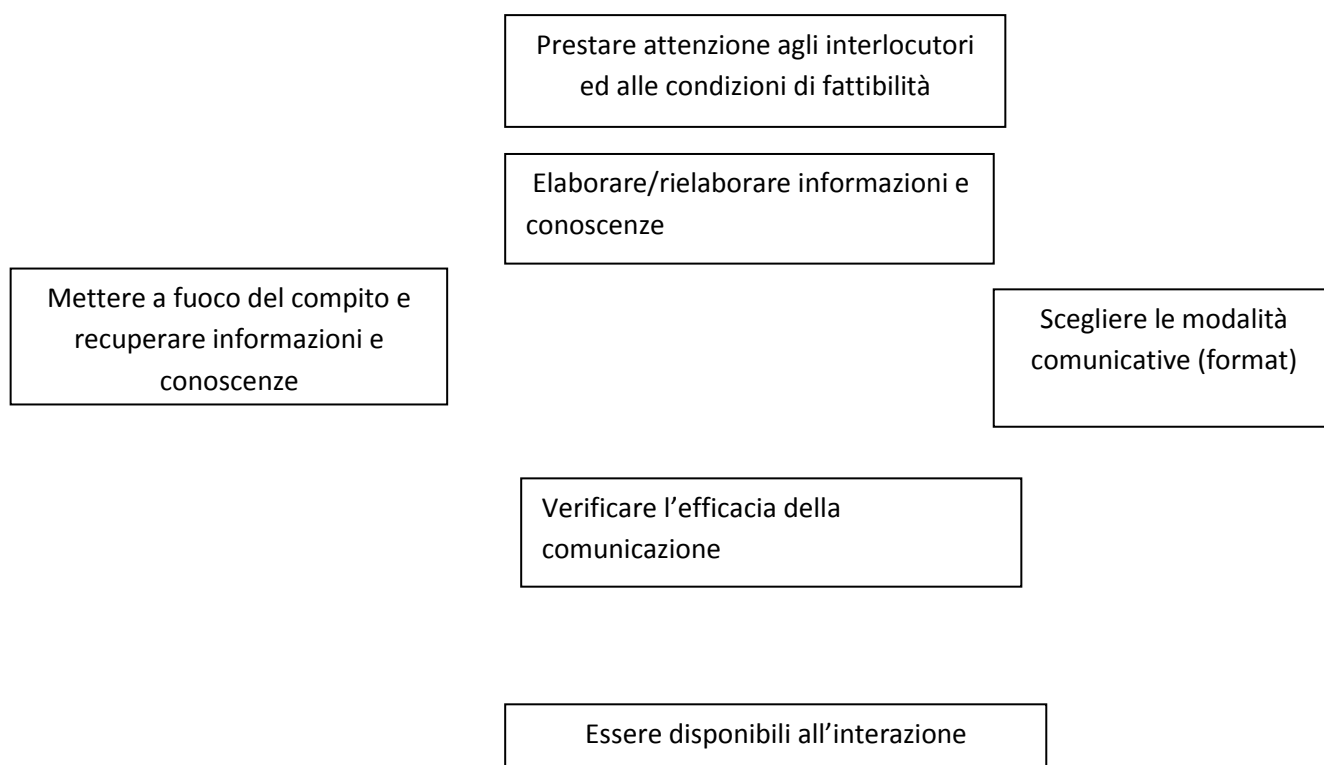 Prestare attenzione agli interlocutori
ed alle condizioni di fattibilità
Elaborare/rielaborare informazioni e
conoscenze
Mettere a fuoco del compito e
recuperare informazioni e
conoscenze
Scegliere le modalità
comunicative (format)
Verificare l’efficacia della
comunicazione
Essere disponibili all’interazione